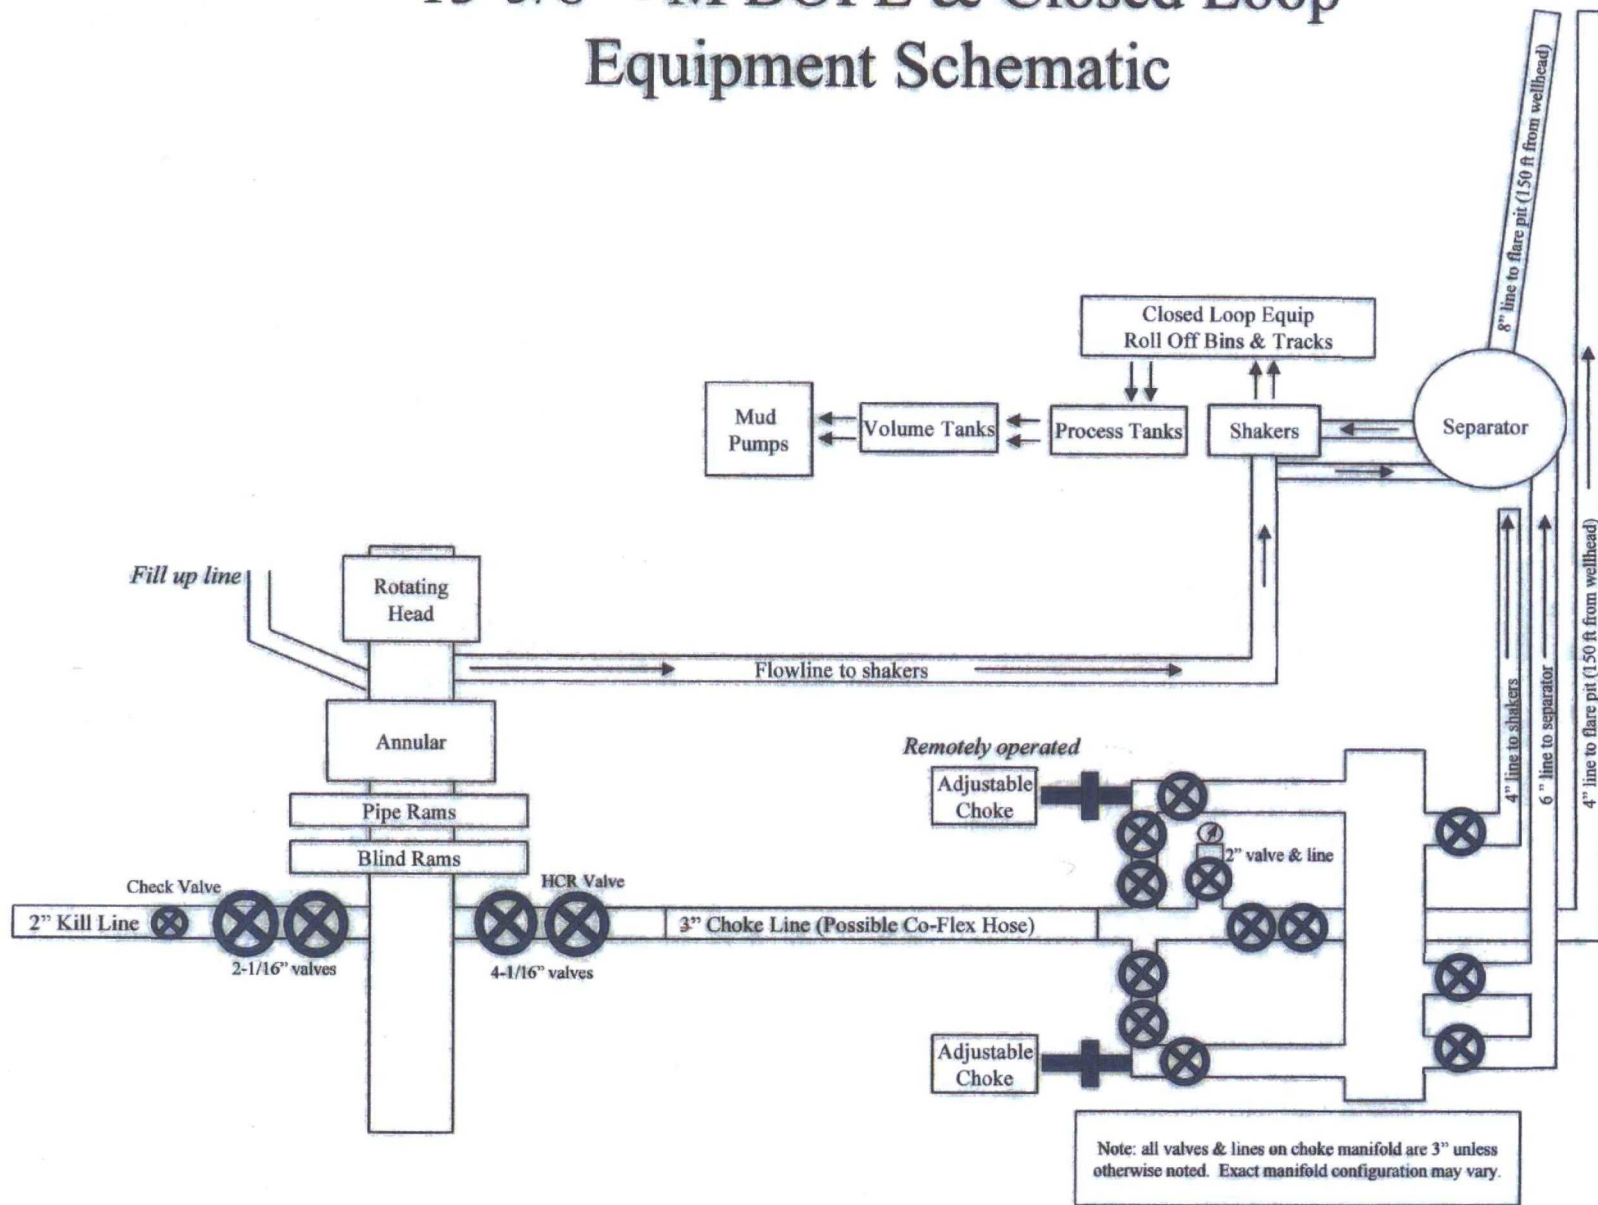 Equipment Schematic
8” line to flare pit (150 ft from wellhead)
4” line to flare pit (150 ft from wellhead)
Closed Loop Equip
Roll Off Bins & Tracks
Mud
Pumps
Volume Tanks
Process Tanks
Shakers
Separator
Fill up line
Rotating
Head
Flowline to shakers
Annular
Pipe Rams
Blind Rams
Remotely operated
Adjustable
Choke
2” valve & line
4” line to shakers
6 ” line to separator
Check Valve
HCR Valve
2” Kill Line
3” Choke Line (Possible Co-Flex Hose)
2-1/16” valves
4-1/16” valves
Adjustable
Choke
Note: all valves & lines on choke manifold are 3” unless
otherwise noted. Exact manifold configuration may vary.